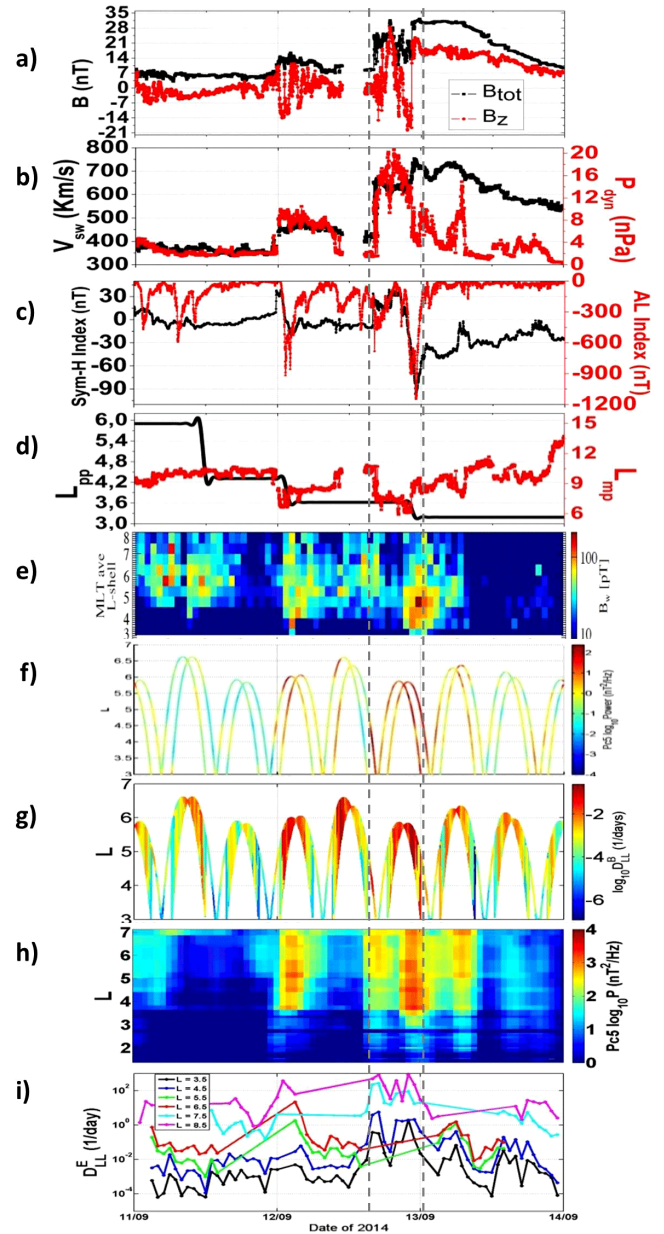 a)
B (nT)
35
28
21
14
7
0
-7
-14
-21
Btot
Bz
b)
Vsw (Km/s)
800
700
600
500
400
300
20
16
12
8
4
0
Pdyn (nPa)
c)
Sym-H Index (nT)
30
0
-30
-60
-90
0
-300
-600
-900
-1200
AL Index (nT)
d)
Lpp
6,0
5,4
4,8
4,2
3,6
3,0
15
12
9
6
Lmp
e)
MLT ave
L-shell
8
7
6
5
4
3
100
10
Bw [pT]
f)
L
6.5
6
5.5
5
4.5
4
3.5
3
2
1
0
-1
-2
-3
-4
Pc5 log10Power (nT²/Hz)
g)
L
7
6
5
4
3
-2
-4
-6
log10DLL^B (1/days)
h)
L
7
6
5
4
3
2
4
3
2
1
0
Pc5 log10P (nT²/Hz)
i)
DLL^E (1/day)
10²
10⁰
10⁻²
10⁻⁴
L = 3.5
L = 4.5
L = 5.5
L = 6.5
L = 7.5
L = 8.5
11/09 12/09 13/09 14/09
Date of 2014